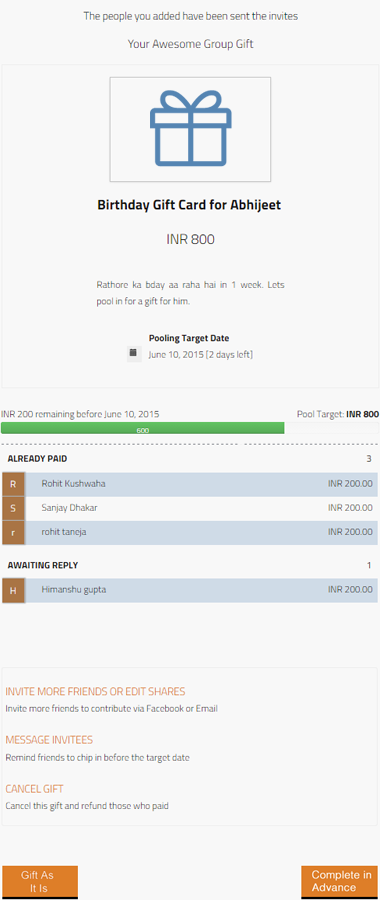 The people you added have been sent the invites
Your Awesome Group Gift
Birthday Gift Card for Abhijeet
INR 800
Rathore ka bday aa raha hai in 1 week. Lets
pool in for a gift for him.
Pooling Target Date
June 10, 2015 [2 days left]
INR 200 remaining before June 10, 2015 Pool Target: INR 800
600
ALREADY PAID 3
R Rohit Kushwaha INR 200.00
S Sanjay Dhakar INR 200.00
r rohit taneja INR 200.00
AWAITING REPLY 1
H Himanshu gupta INR 200.00
INVITE MORE FRIENDS OR EDIT SHARES
Invite more friends to contribute via Facebook or Email
MESSAGE INVITEES
Remind friends to chip in before the target date
CANCEL GIFT
Cancel this gift and refund those who paid
Gift As
It Is
Complete in
Advance